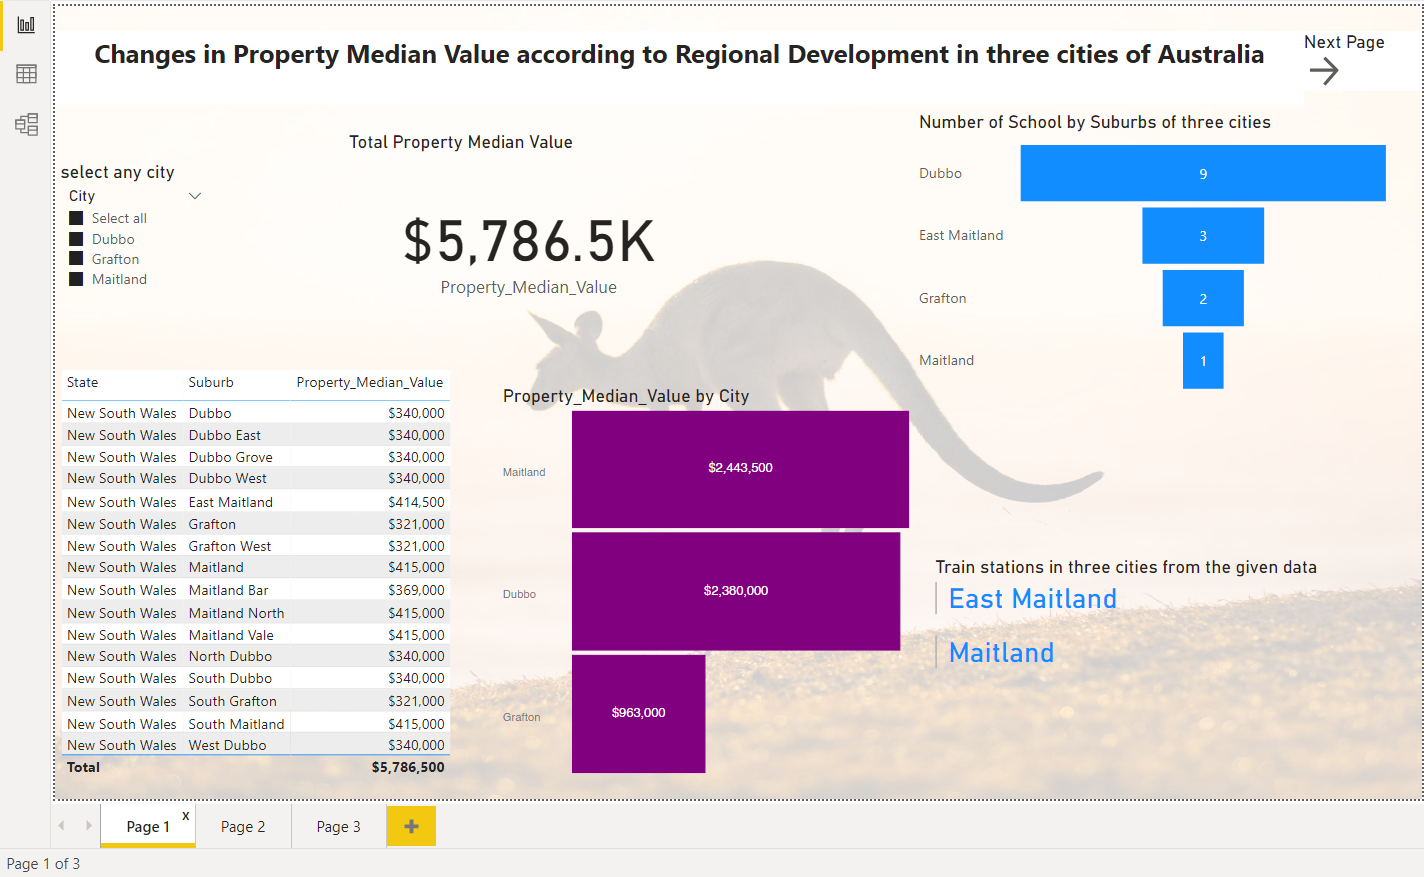 Changes in Property Median Value according to Regional Development in three cities of Australia
Next Page
Total Property Median Value
$5,786.5K
Property_Median_Value
select any city
City
Select all
Dubbo
Grafton
Maitland
Number of School by Suburbs of three cities
Dubbo 9
East Maitland 3
Grafton 2
Maitland 1
State Suburb Property_Median_Value
New South Wales Dubbo $340,000
New South Wales Dubbo East $340,000
New South Wales Dubbo Grove $340,000
New South Wales Dubbo West $340,000
New South Wales East Maitland $414,500
New South Wales Grafton $321,000
New South Wales Grafton West $321,000
New South Wales Maitland $415,000
New South Wales Maitland Bar $369,000
New South Wales Maitland North $415,000
New South Wales Maitland Vale $415,000
New South Wales North Dubbo $340,000
New South Wales South Dubbo $340,000
New South Wales South Grafton $321,000
New South Wales South Maitland $415,000
New South Wales West Dubbo $340,000
Total $5,786,500
Property_Median_Value by City
Maitland $2,443,500
Dubbo $2,380,000
Grafton $963,000
Train stations in three cities from the given data
East Maitland
Maitland
Page 1 x Page 2 Page 3 +
Page 1 of 3